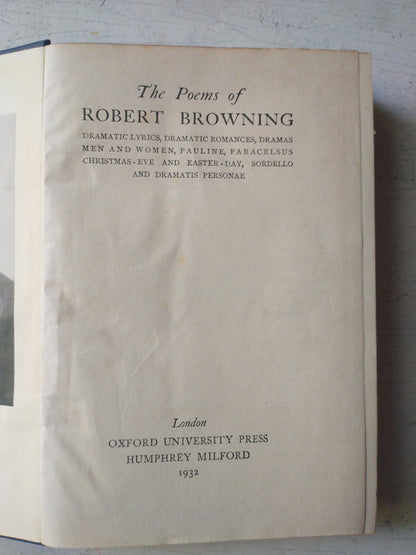 The Poems of
ROBERT BROWNING
DRAMATIC LYRICS, DRAMATIC ROMANCES, DRAMAS
MEN AND WOMEN, PAULINE, PARACELSUS
CHRISTMAS-EVE AND EASTER-DAY, SORDELLO
AND DRAMATIS PERSONAE
London
OXFORD UNIVERSITY PRESS
HUMPHREY MILFORD
1932